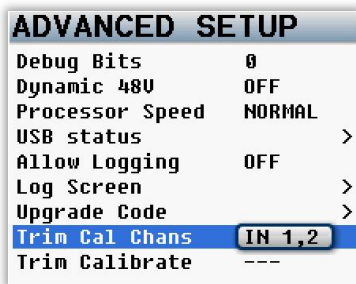 ADVANCED SETUP
Debug Bits 0
Dynamic 48V OFF
Processor Speed NORMAL
USB status >
Allow Logging OFF
Log Screen >
Upgrade Code >
Trim Cal Chans IN 1,2
Trim Calibrate ---